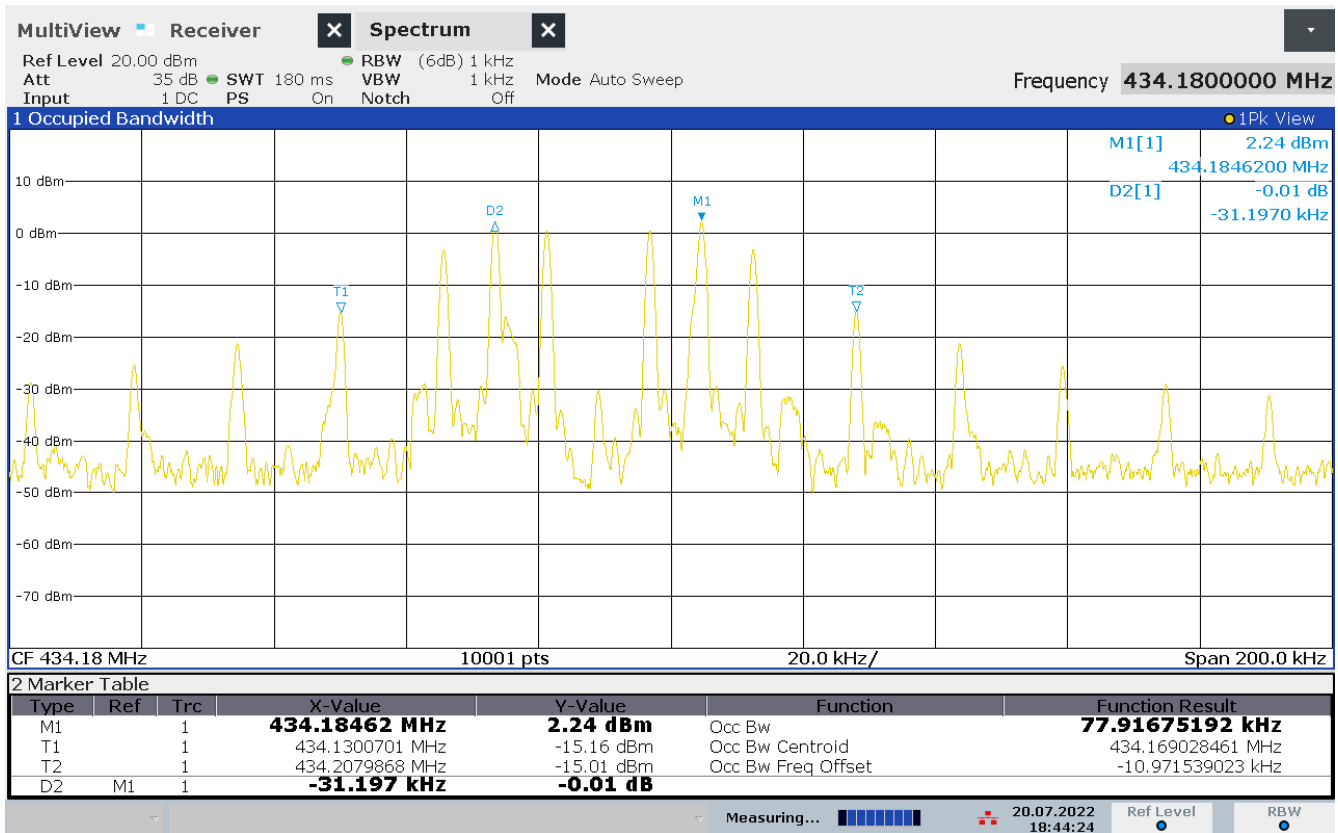 MultiView Receiver X Spectrum X
Ref Level 20.00 dBm RBW (6dB) 1 kHz
Att 35 dB SWT 180 ms VBW 1 kHz Mode Auto Sweep
Input 1 DC PS On Notch Off
Frequency 434.1800000 MHz
1 Occupied Bandwidth 1Pk View
M1[1] 2.24 dBm
434.1846200 MHz
D2[1] -0.01 dB
-31.1970 kHz
10 dBm
M1
D2
0 dBm
-10 dBm
T1
T2
-20 dBm
-30 dBm
-40 dBm
-50 dBm
-60 dBm
-70 dBm
CF 434.18 MHz 10001 pts 20.0 kHz/ Span 200.0 kHz
2 Marker Table
Type Ref Trc X-Value Y-Value Function Function Result
M1 1 434.18462 MHz 2.24 dBm Occ Bw 77.91675192 kHz
T1 1 434.1300701 MHz -15.16 dBm Occ Bw Centroid 434.169028461 MHz
T2 1 434.2079868 MHz -15.01 dBm Occ Bw Freq Offset -10.971539023 kHz
D2 M1 1 -31.197 kHz -0.01 dB
Measuring... 20.07.2022 Ref Level RBW
18:44:24